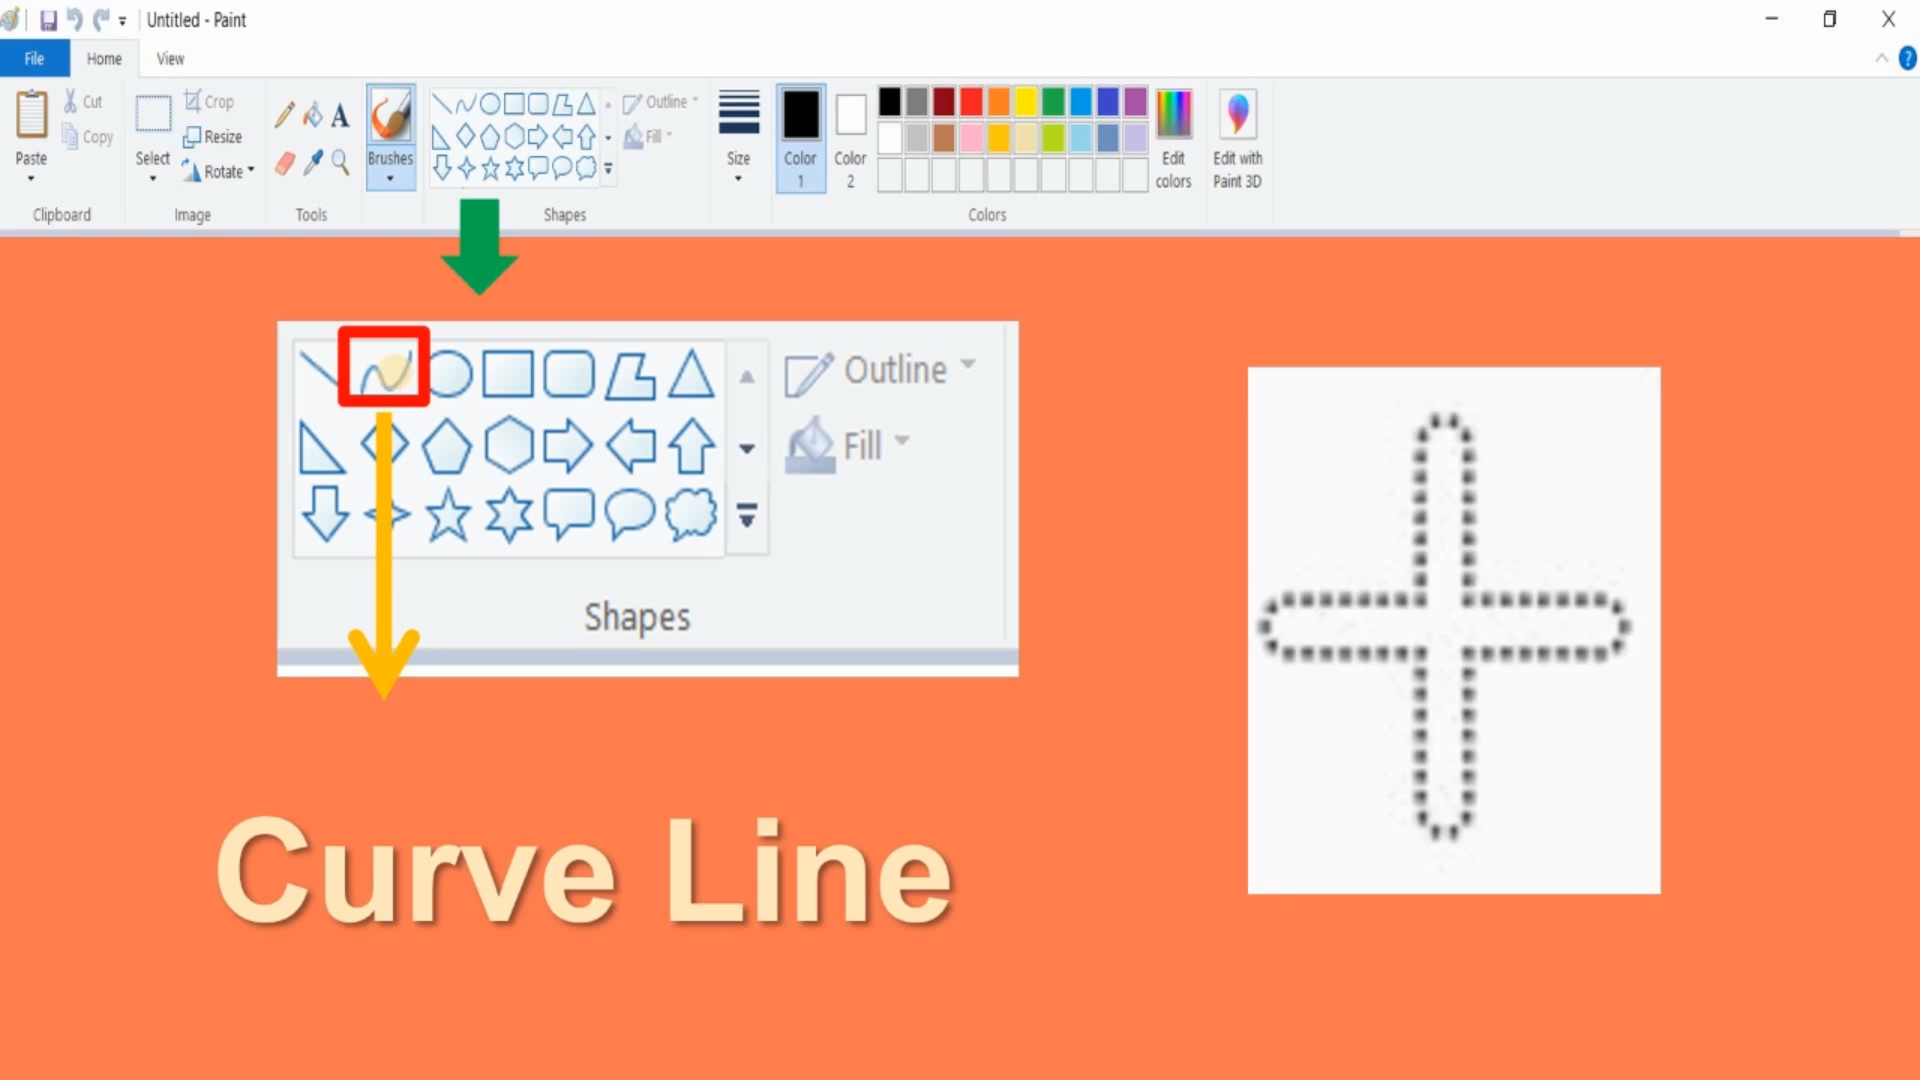 Untitled - Paint
File Home View
Paste
Cut
Copy
Clipboard
Select
Crop
Resize
Rotate
Image
A
Tools
Brushes
Outline
Fill
Shapes
Size
Color 1
Color 2
Edit colors
Edit with Paint 3D
Colors
?
Outline
Fill
Shapes
Curve Line